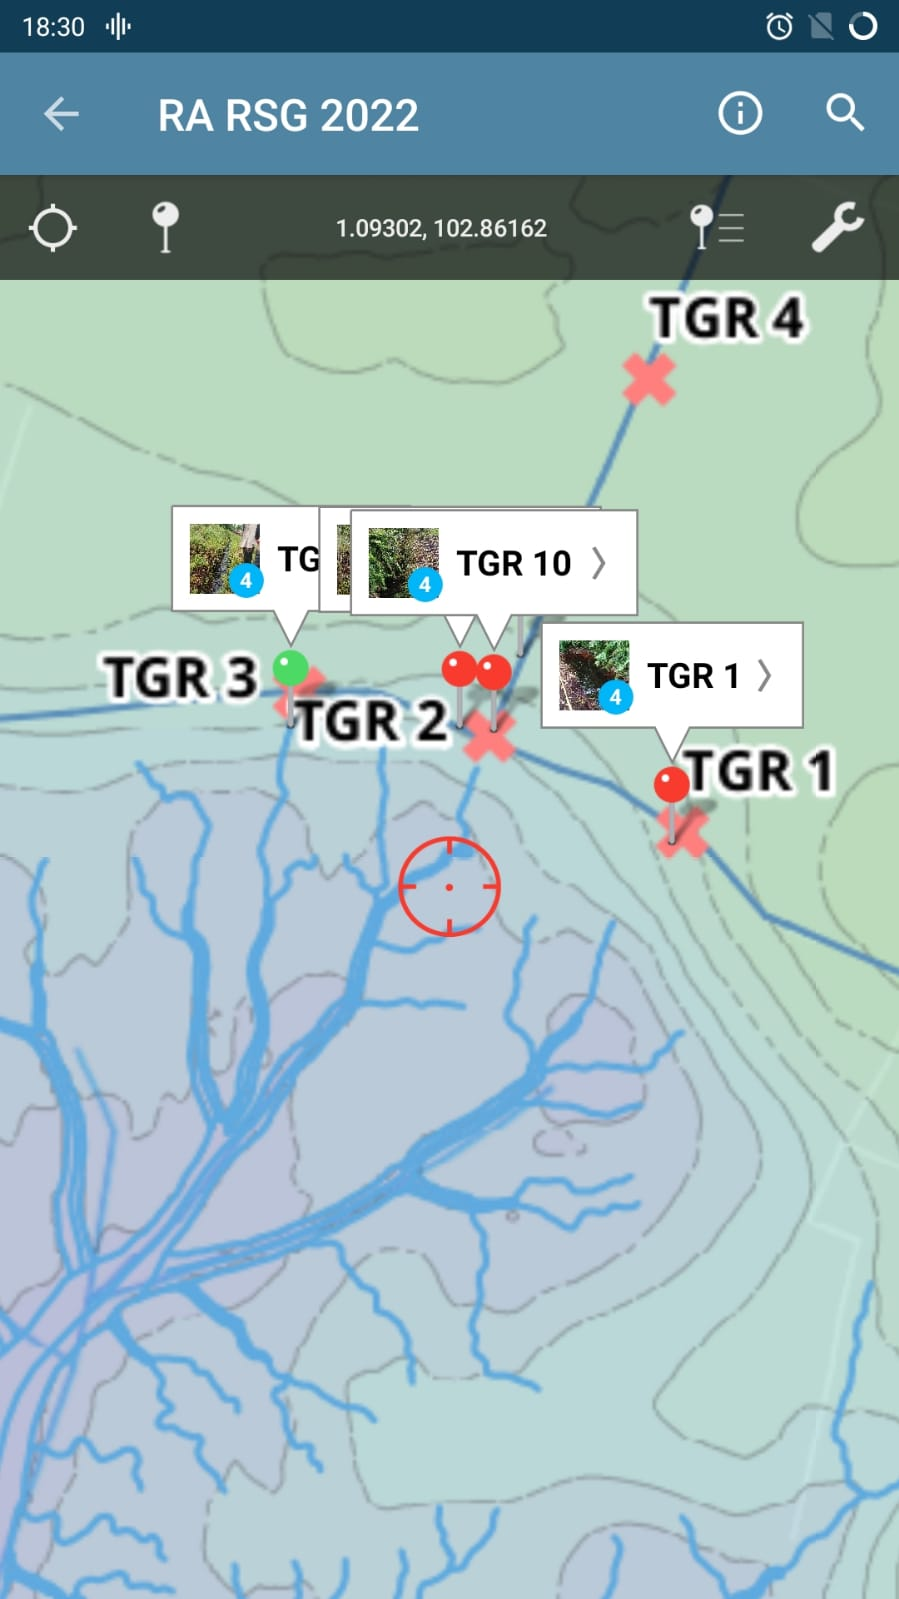 18:30
RA RSG 2022
1.09302, 102.86162
TGR 4
4 TG
4 TGR 10
TGR 3
TGR 2
4 TGR 1
TGR 1